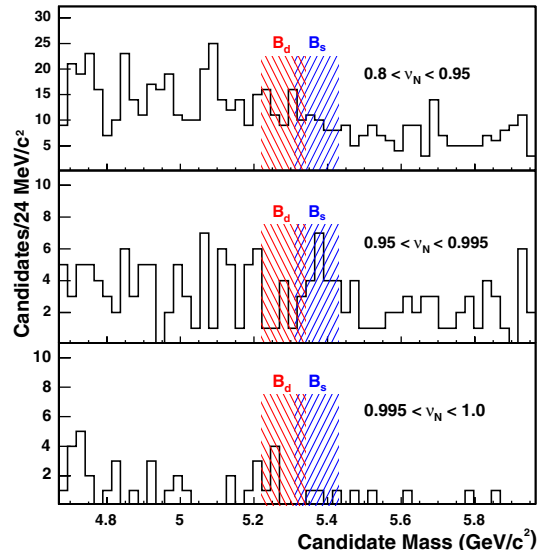 Candidates/24 MeV/c²
30
25
20
15
10
5
B_d B_s
0.8 < ν_N < 0.95
10
8
6
4
2
B_d B_s
0.95 < ν_N < 0.995
10
8
6
4
2
B_d B_s
0.995 < ν_N < 1.0
4.8 5 5.2 5.4 5.6 5.8
Candidate Mass (GeV/c²)